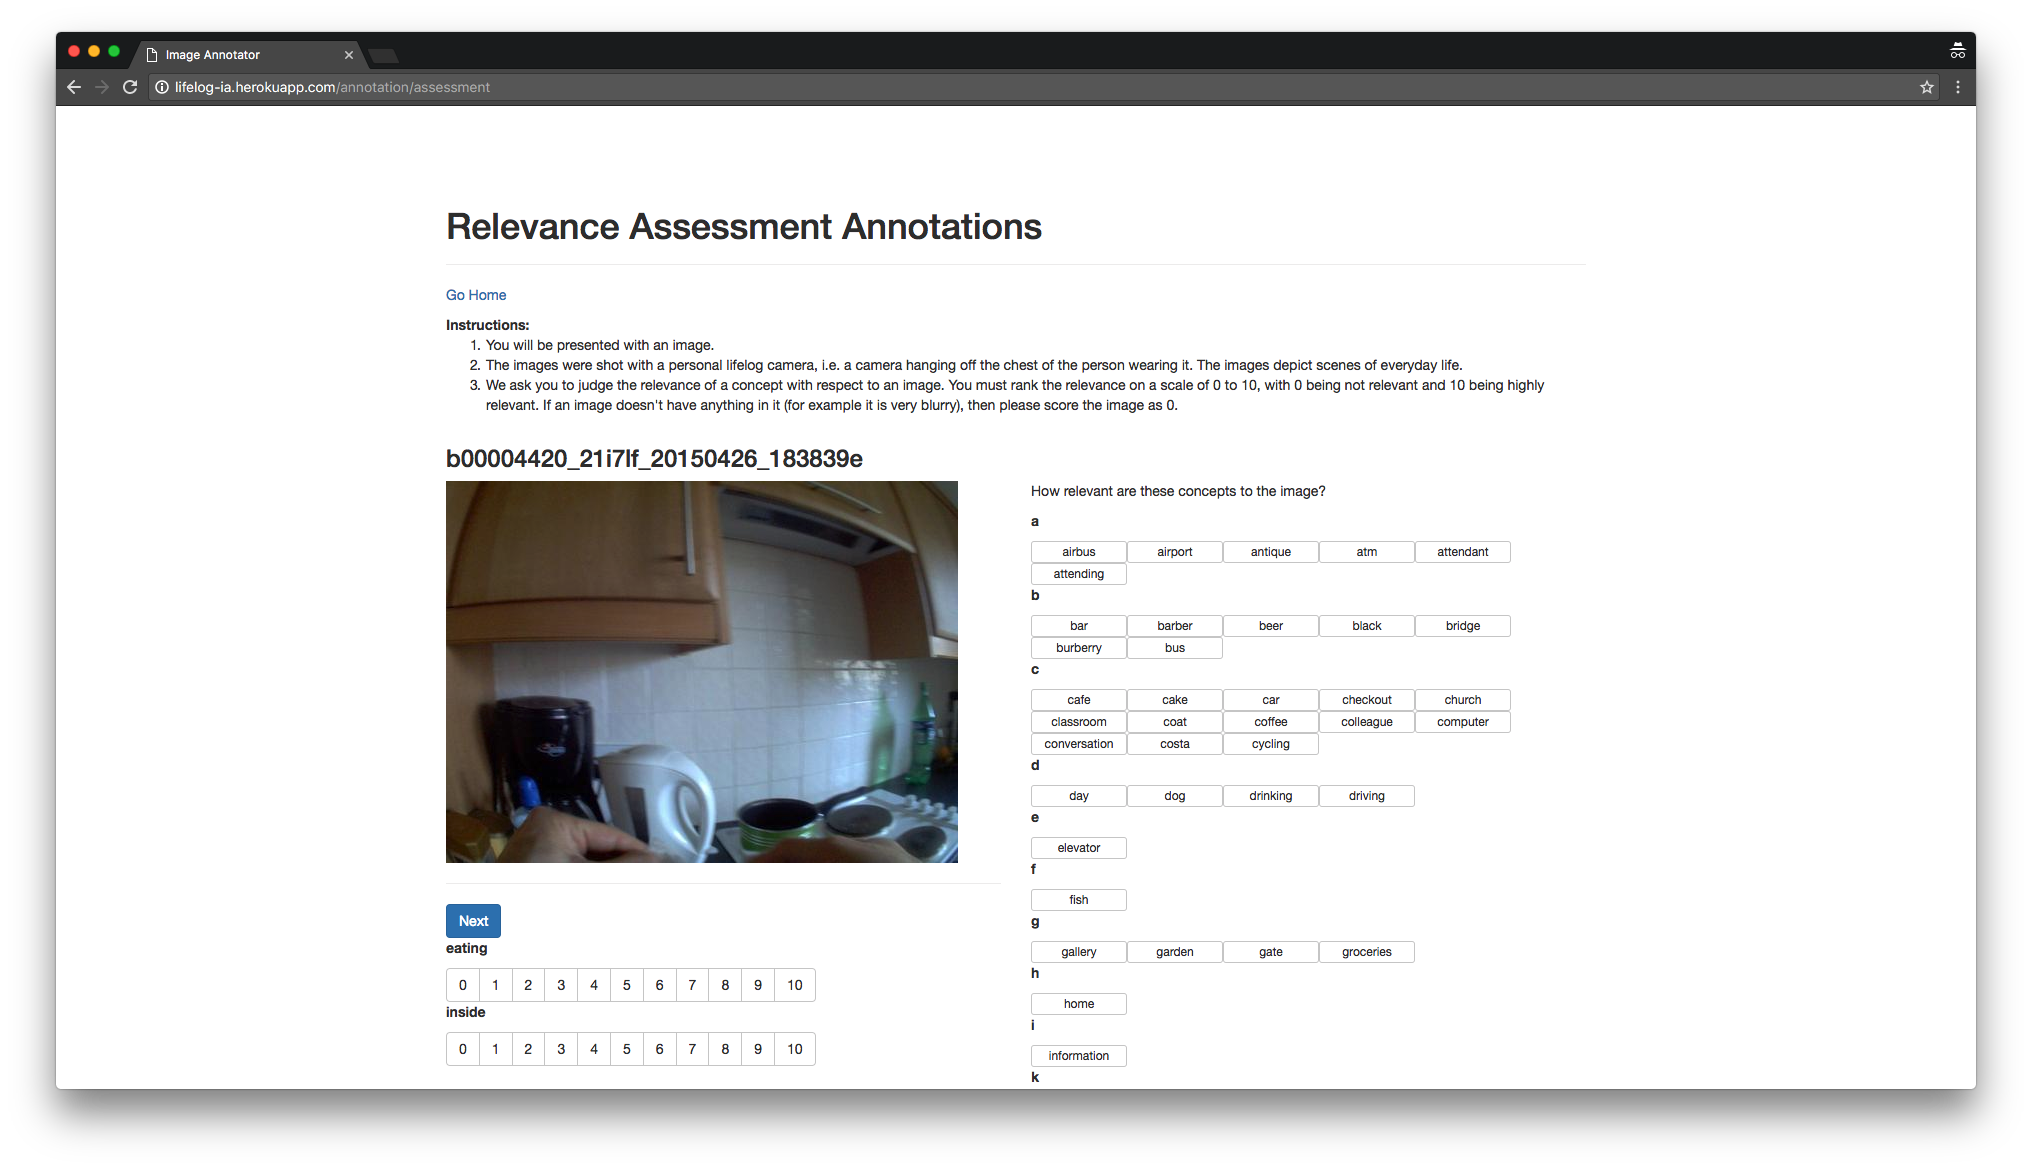 Image Annotator
lifelog-ia.herokuapp.com/annotation/assessment
Relevance Assessment Annotations
Go Home
Instructions:
1. You will be presented with an image.
2. The images were shot with a personal lifelog camera, i.e. a camera hanging off the chest of the person wearing it. The images depict scenes of everyday life.
3. We ask you to judge the relevance of a concept with respect to an image. You must rank the relevance on a scale of 0 to 10, with 0 being not relevant and 10 being highly
relevant. If an image doesn't have anything in it (for example it is very blurry), then please score the image as 0.
b00004420_21i7lf_20150426_183839e
Next
eating
0 1 2 3 4 5 6 7 8 9 10
inside
0 1 2 3 4 5 6 7 8 9 10
How relevant are these concepts to the image?
a
airbus airport antique atm attendant
attending
b
bar barber beer black bridge
burberry bus
c
cafe cake car checkout church
classroom coat coffee colleague computer
conversation costa cycling
d
day dog drinking driving
e
elevator
f
fish
g
gallery garden gate groceries
h
home
i
information
k